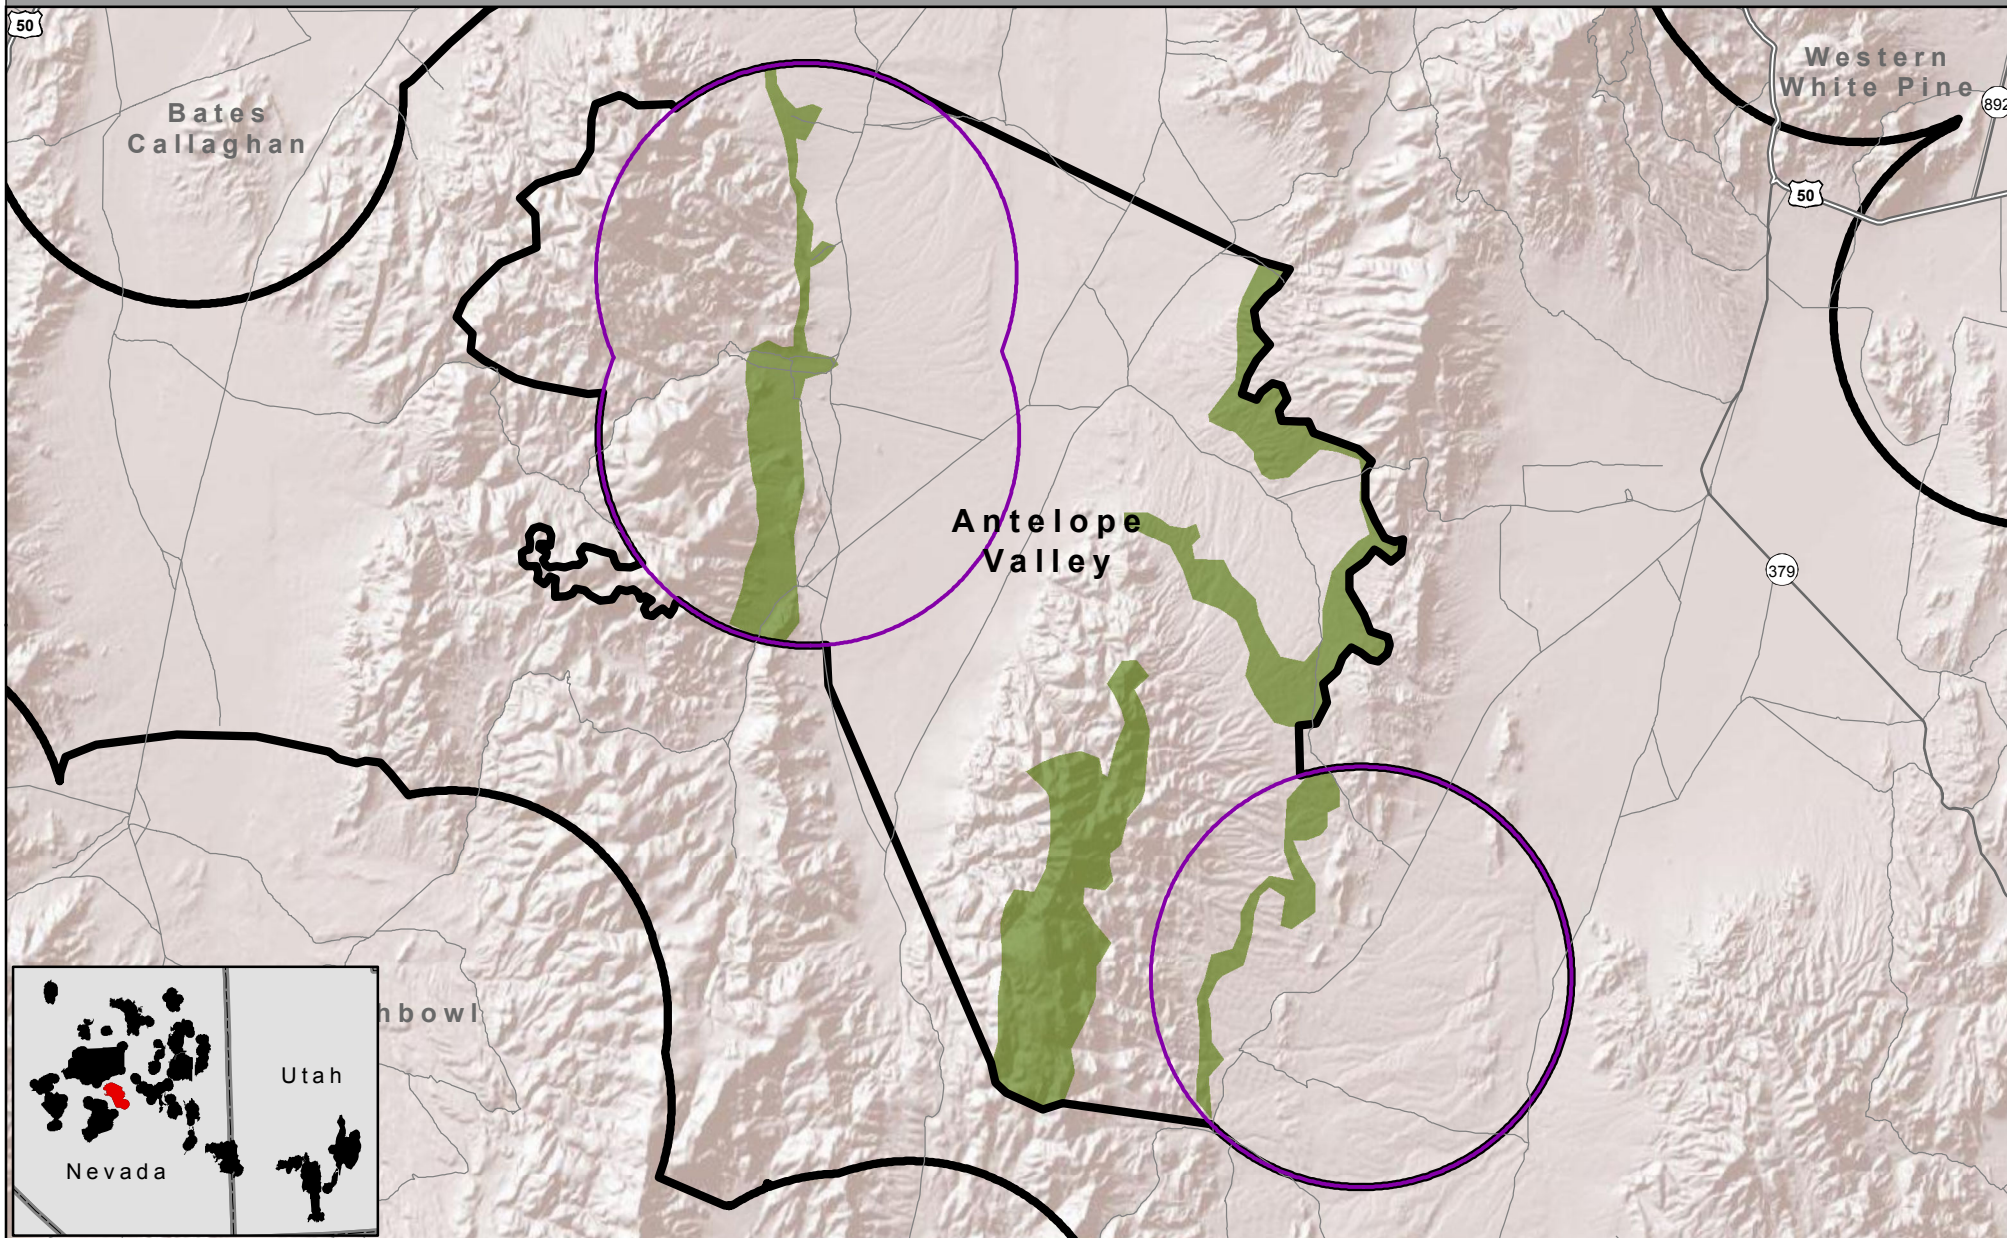 50
Western
White Pine
892
Bates
Callaghan
50
Antelope
Valley
379
hbowl
Utah
Nevada